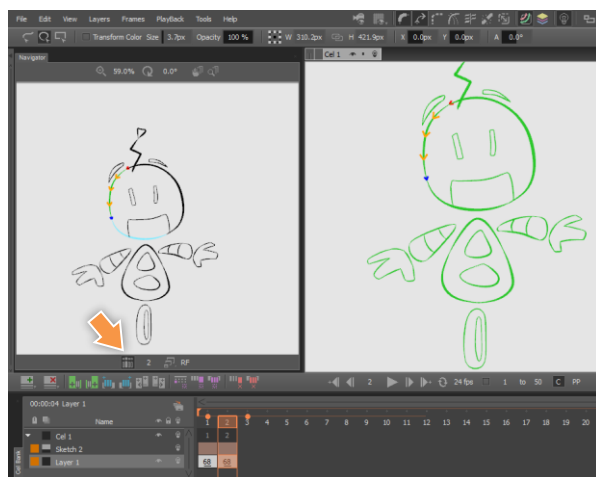 File Edit View Layers Frames PlayBack Tools Help
Transform Color Size 3.7px Opacity 100 % W 310.2px H 421.9px X 0.0px Y 0.0px A 0.0°
Navigator
Cel 1
59.0% 0.0°
2 RF
2 24 fps 1 to 50 C PP
00:00:04 Layer 1
Name
1 2 3 4 5 6 7 8 9 10 11 12 13 14 15 16 17 18 19 20
Cel 1 1 2
Sketch 2
Layer 1 68 68
Cel Bank